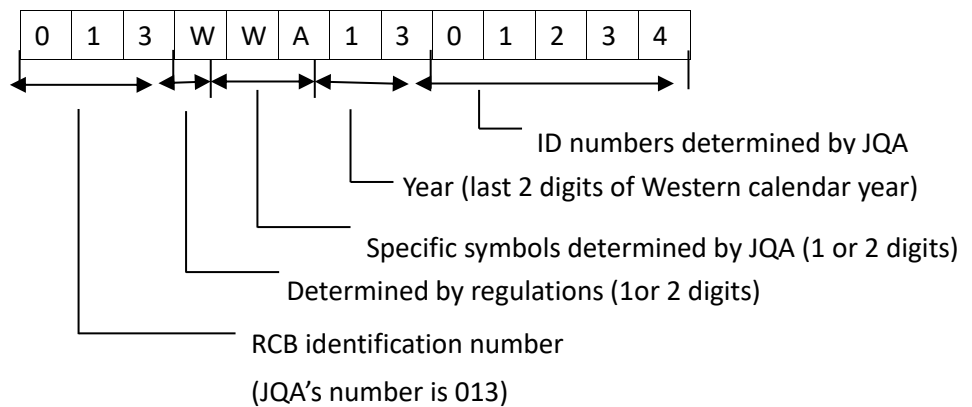 0 1 3 W W A 1 3 0 1 2 3 4
ID numbers determined by JQA
Year (last 2 digits of Western calendar year)
Specific symbols determined by JQA (1 or 2 digits)
Determined by regulations (1or 2 digits)
RCB identification number
(JQA’s number is 013)